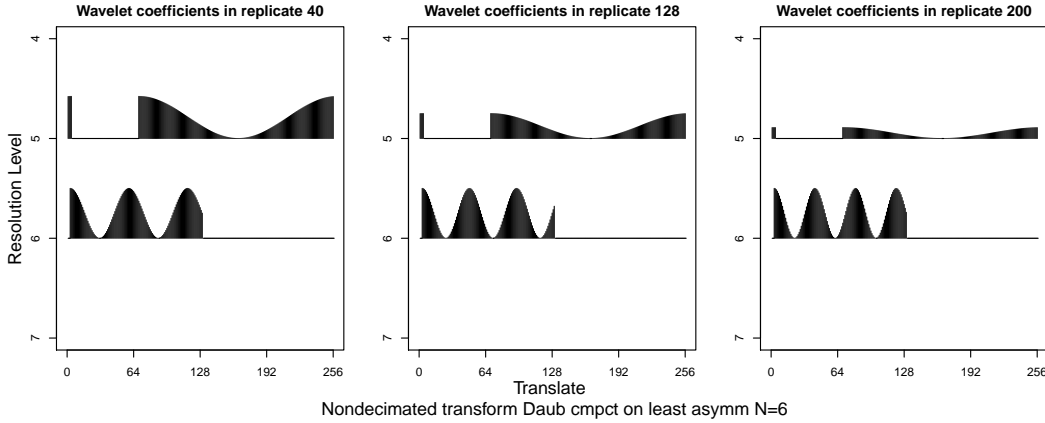 Wavelet coefficients in replicate 40
Wavelet coefficients in replicate 128
Wavelet coefficients in replicate 200
Resolution Level
4
5
6
7
0 64 128 192 256
4
5
6
7
0 64 128 192 256
4
5
6
7
0 64 128 192 256
Translate
Nondecimated transform Daub cmpct on least asymm N=6